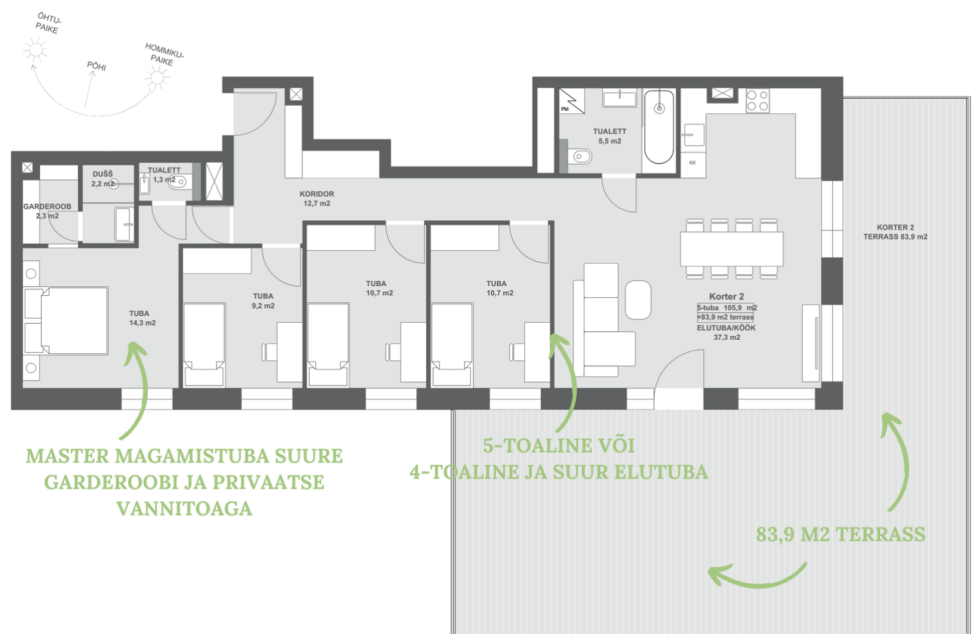 ÕHTU-
PAIKE
PÕHI
HOMMIKU-
PAIKE
DUŠŠ
2,2 m2
TUALETT
1,3 m2
GARDEROOB
2,3 m2
KORIDOR
12,7 m2
PM
TUALETT
5,5 m2
KK
KORTER 2
TERRASS 83,9 m2
TUBA
14,3 m2
TUBA
9,2 m2
TUBA
10,7 m2
TUBA
10,7 m2
Korter 2
5-tuba 105,9 m2
+83,9 m2 terrass
ELUTUBA/KÖÖK
37,3 m2
MASTER MAGAMISTUBA SUURE
GARDEROOBI JA PRIVAATSE
VANNITOAGA
5-TOALINE VÕI
4-TOALINE JA SUUR ELUTUBA
83,9 M2 TERRASS